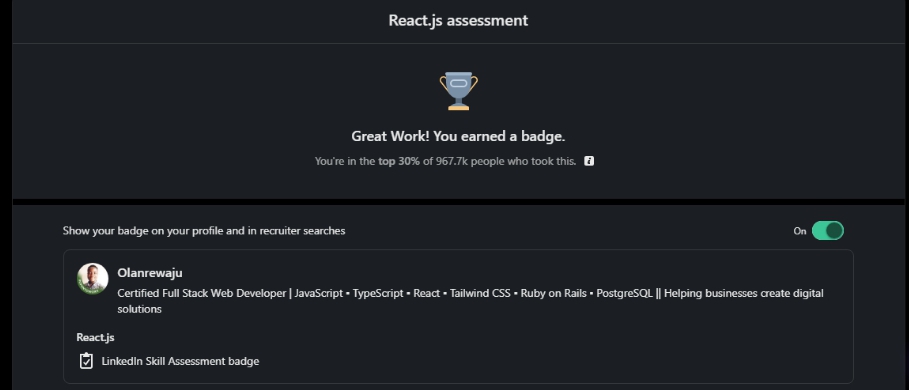 React.js assessment
Great Work! You earned a badge.
You're in the top 30% of 967.7k people who took this.
Show your badge on your profile and in recruiter searches
On
Olanrewaju
Certified Full Stack Web Developer | JavaScript • TypeScript • React • Tailwind CSS • Ruby on Rails • PostgreSQL || Helping businesses create digital
solutions
React.js
LinkedIn Skill Assessment badge